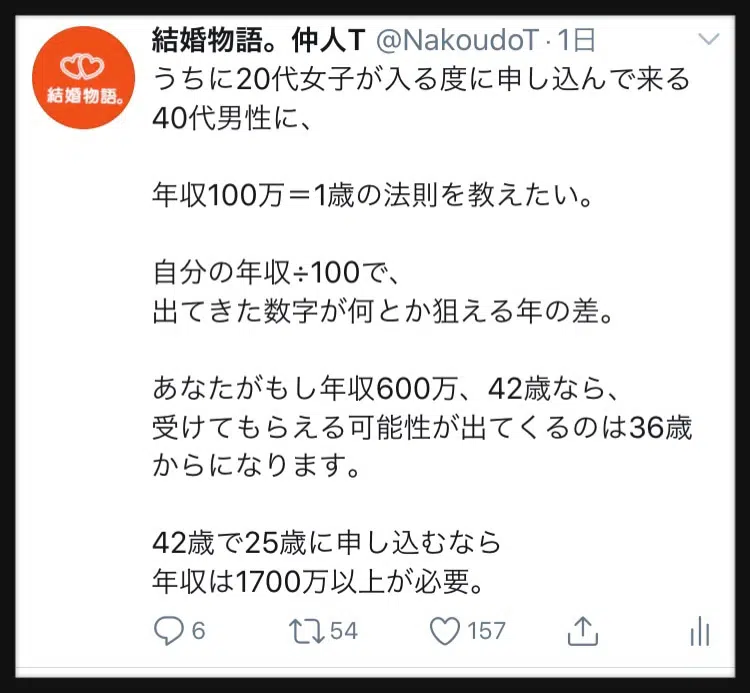 結婚物語。仲人T @NakoudoT・1日
結婚物語。
うちに20代女子が入る度に申し込んで来る
40代男性に、
年収100万＝1歳の法則を教えたい。
自分の年収÷100で、
出てきた数字が何とか狙える年の差。
あなたがもし年収600万、42歳なら、
受けてもらえる可能性が出てくるのは36歳
からになります。
42歳で25歳に申し込むなら
年収は1700万以上が必要。
6 54 157